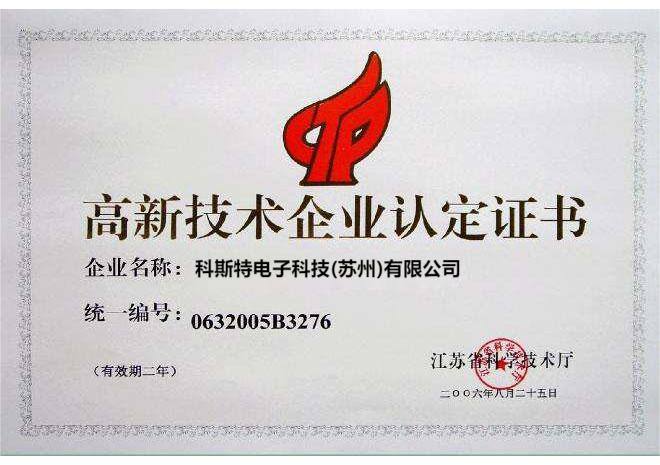 高新技术企业认定证书
企业名称：科斯特电子科技(苏州)有限公司
统一编号：0632005B3276
（有效期二年）
江苏省科学技术厅
二〇〇六年八月二十五日